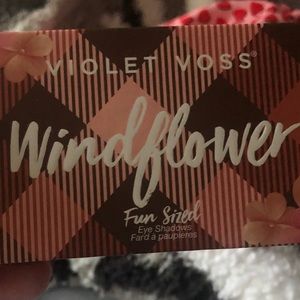 VIOLET VOSS®
Windflower
Fun Sized
Eye Shadows
Fard à paupières